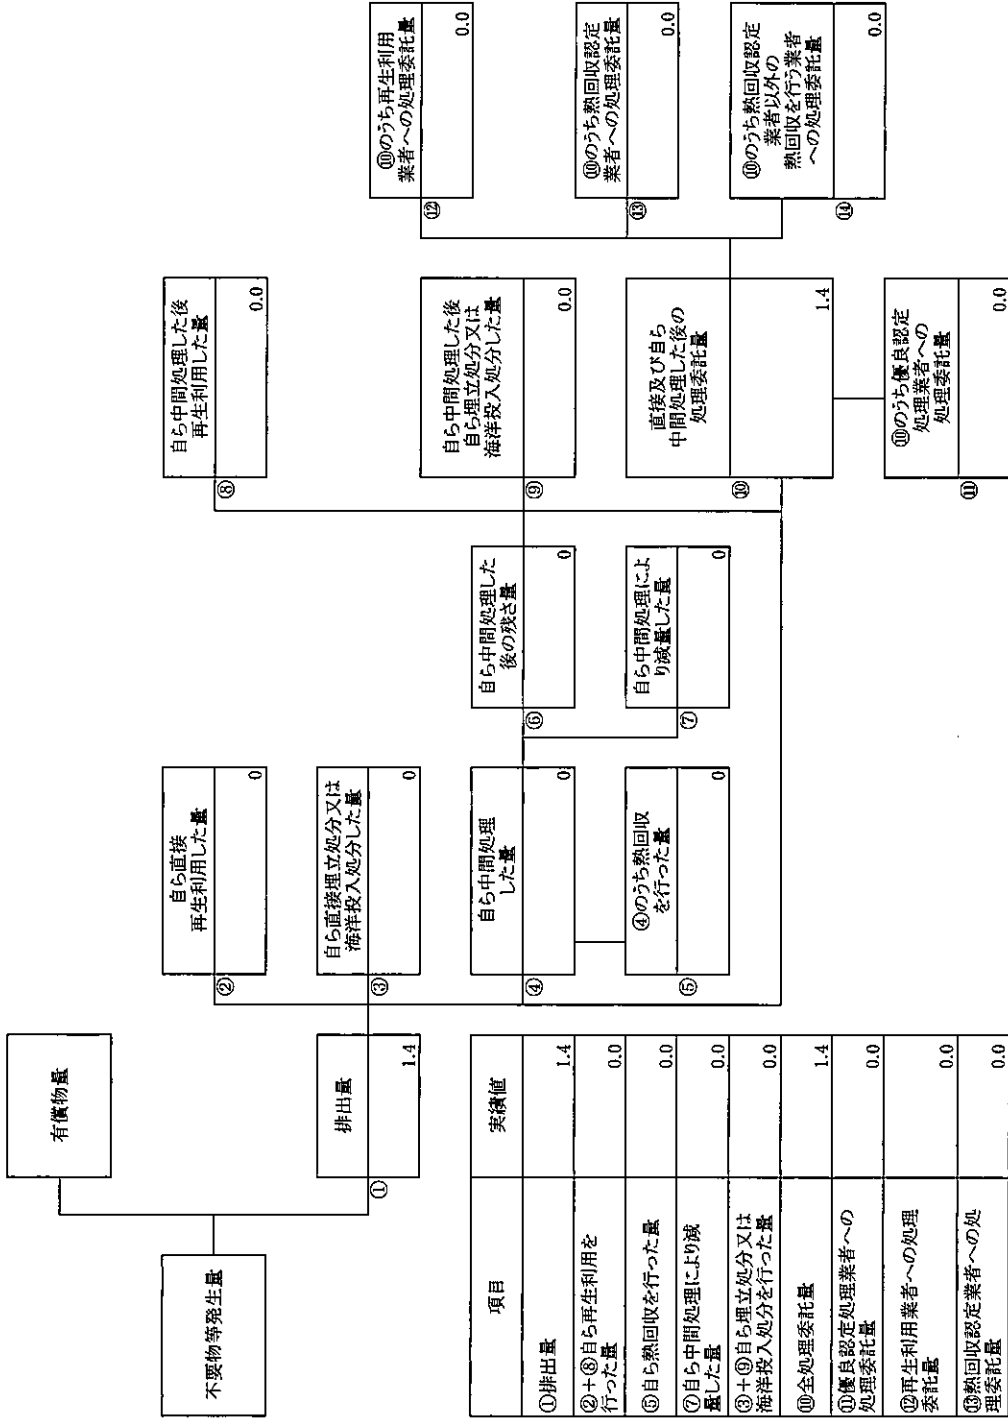 不要物等発生量
有償物量
①
排出量
1.4
②
自ら直接
再生利用した量
0
③
自ら直接埋立処分又は
海洋投入処分した量
0
④
自ら中間処理
した量
0
⑤
④のうち熱回収
を行った量
0
⑥
自ら中間処理した
後の残さ量
0
⑦
自ら中間処理によ
り減量した量
0
⑧
自ら中間処理した後
再生利用した量
0.0
⑨
自ら中間処理した後
自ら埋立処分又は
海洋投入処分した量
0.0
⑩
直接及び自ら
中間処理した後の
処理委託量
1.4
⑪
⑩のうち優良認定
処理業者への
処理委託量
0.0
⑫
⑩のうち再生利用
業者への処理委託量
0.0
⑬
⑩のうち熱回収認定
業者への処理委託量
0.0
⑭
⑩のうち熱回収認定
業者以外の
熱回収を行う業者
への処理委託量
0.0
項目 実績値
①排出量 1.4
②+⑧自ら再生利用を
行った量 0.0
⑤自ら熱回収を行った量 0.0
⑦自ら中間処理により減
量した量 0.0
③+⑨自ら埋立処分又は
海洋投入処分を行った量 0.0
⑩全処理委託量 1.4
⑪優良認定処理業者への
処理委託量 0.0
⑫再生利用業者への処理
委託量 0.0
⑬熱回収認定業者への処
理委託量 0.0